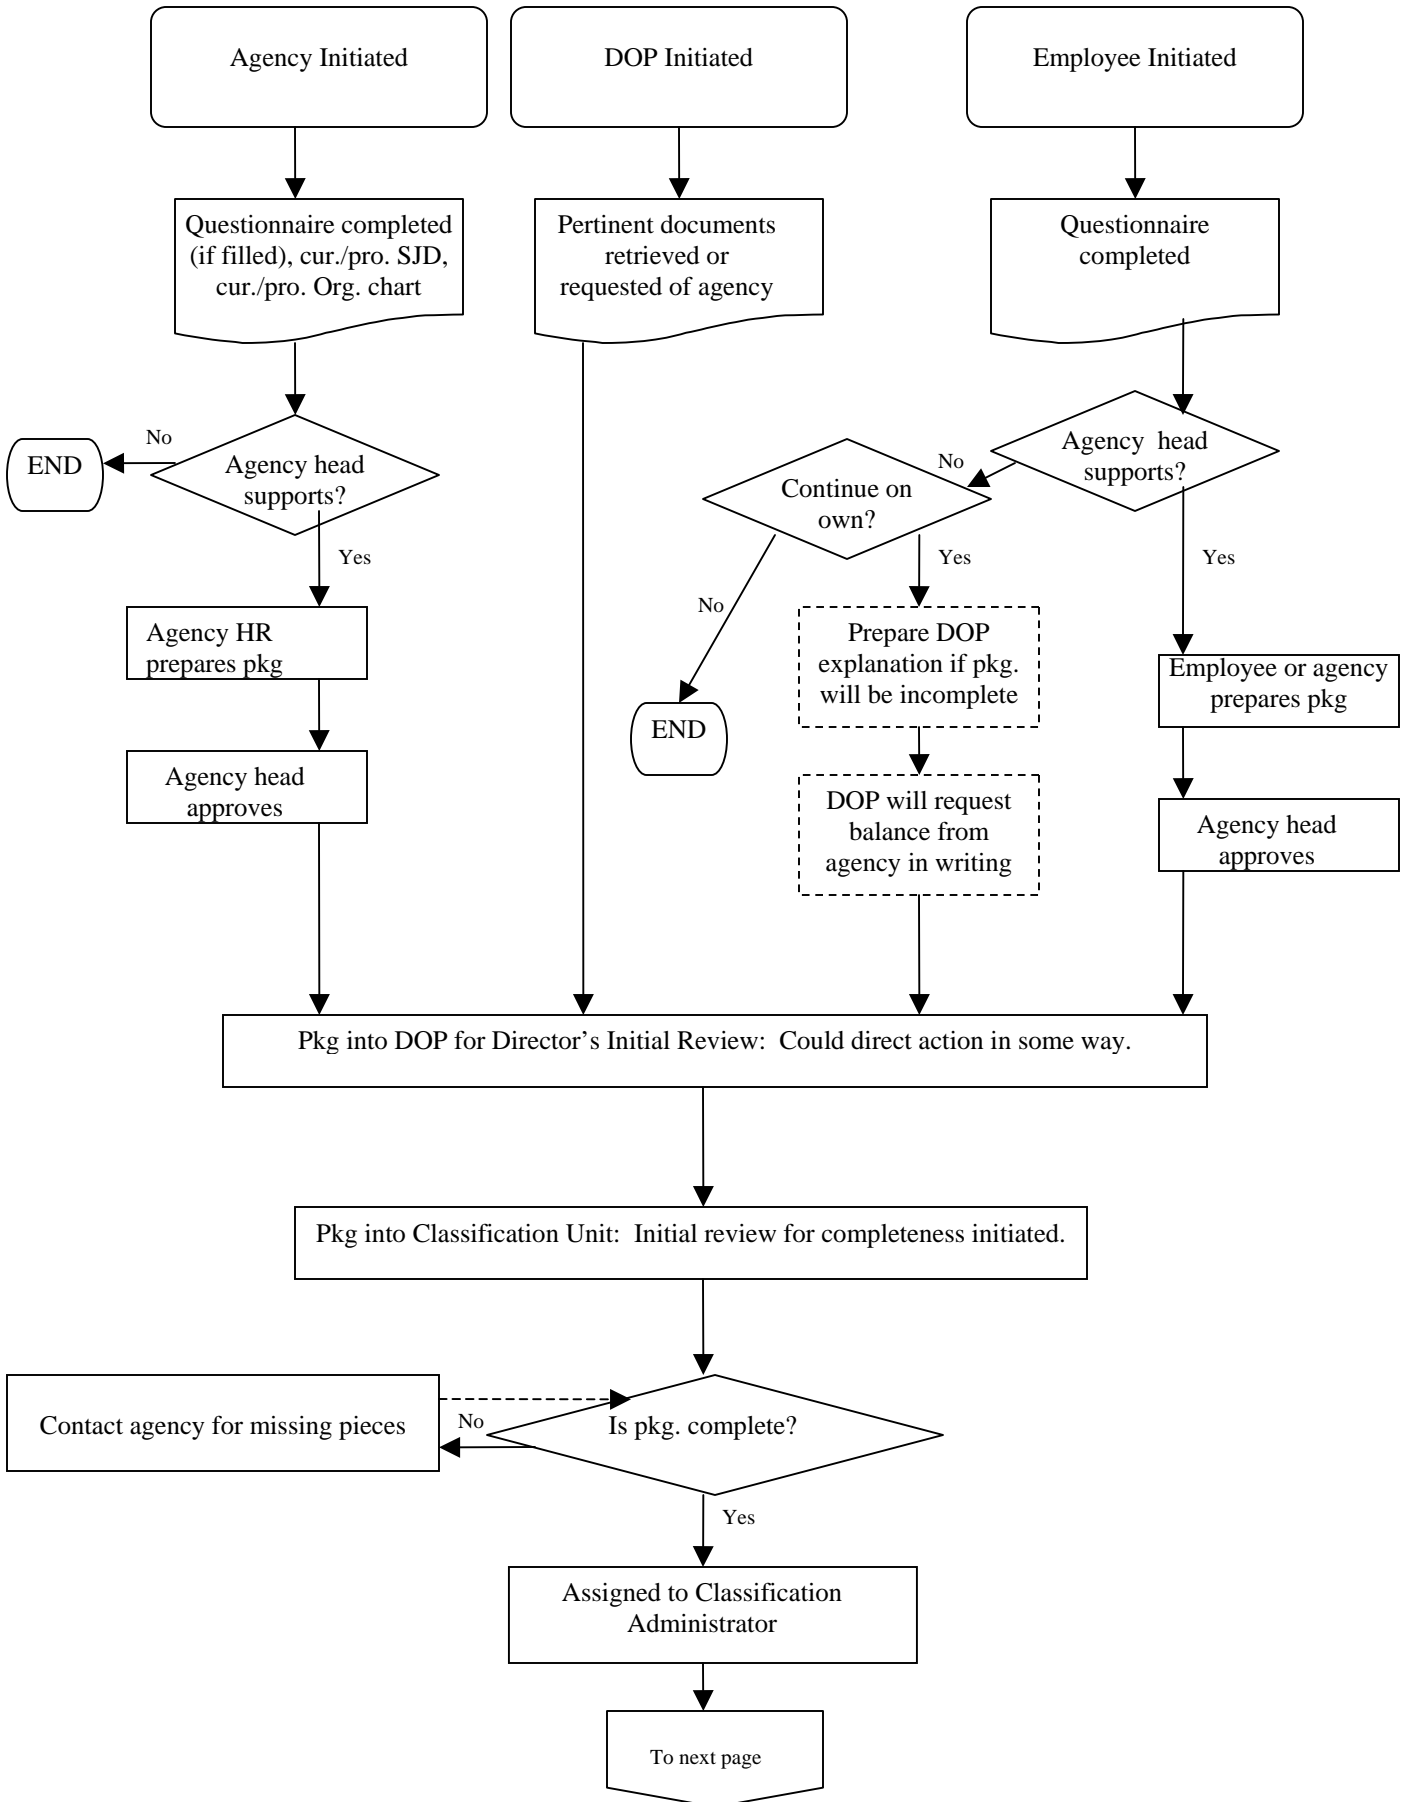 Agency Initiated
DOP Initiated
Employee Initiated
Questionnaire completed
(if filled), cur./pro. SJD,
cur./pro. Org. chart
Pertinent documents
retrieved or
requested of agency
Questionnaire
completed
No
END
Agency head
supports?
Yes
Agency  head
supports?
No
Continue on
own?
Yes
Yes
No
END
Agency HR
prepares pkg
Prepare DOP
explanation if pkg.
will be incomplete
Employee or agency
prepares pkg
Agency head
approves
DOP will request
balance from
agency in writing
Agency head
approves
Pkg into DOP for Director’s Initial Review:  Could direct action in some way.
Pkg into Classification Unit:  Initial review for completeness initiated.
Contact agency for missing pieces
No
Is pkg. complete?
Yes
Assigned to Classification
Administrator
To next page